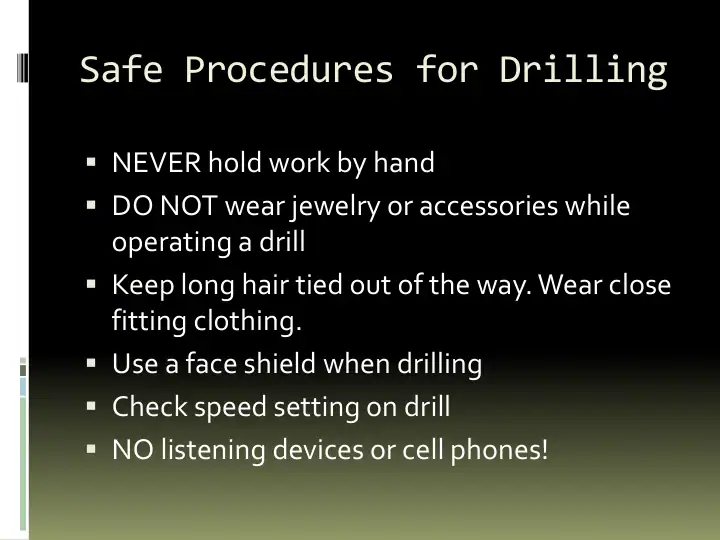 Safe Procedures for Drilling
▪ NEVER hold work by hand
▪ DO NOT wear jewelry or accessories while
operating a drill
▪ Keep long hair tied out of the way. Wear close
fitting clothing.
▪ Use a face shield when drilling
▪ Check speed setting on drill
▪ NO listening devices or cell phones!